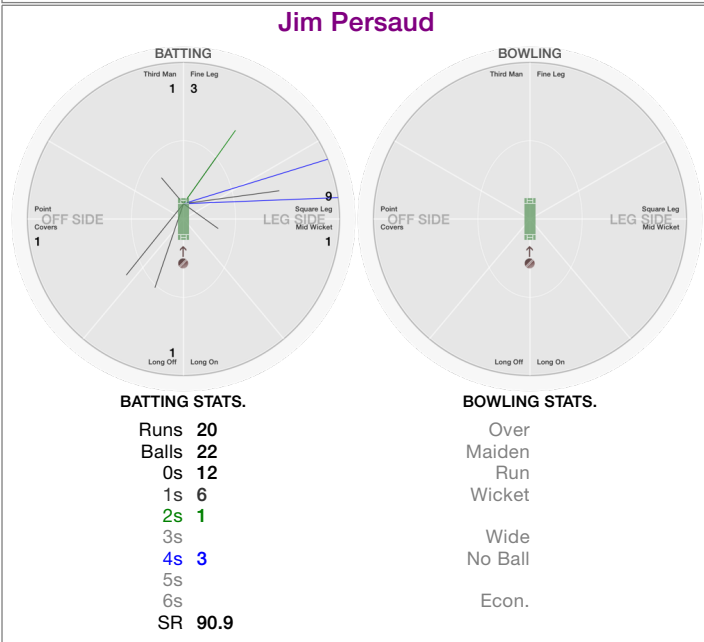 Jim Persaud
BATTING
Third Man Fine Leg
1 3
9
Point
OFF SIDE
Covers
1
Square Leg
LEG SIDE
Mid Wicket
1
1
Long Off Long On
BOWLING
Third Man Fine Leg
Point
OFF SIDE
Covers
Square Leg
LEG SIDE
Mid Wicket
Long Off Long On
BATTING STATS.
Runs 20
Balls 22
0s 12
1s 6
2s 1
3s
4s 3
5s
6s
SR 90.9
BOWLING STATS.
Over
Maiden
Run
Wicket
Wide
No Ball
Econ.